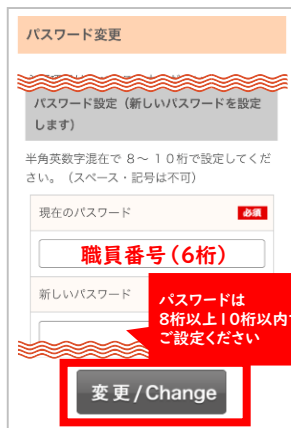 パスワード変更
パスワード設定（新しいパスワードを設定
します）
半角英数字混在で ８～ １０桁で設定してくだ
さい。（スペース・記号は不可）
現在のパスワード
必須
職員番号（6桁）
新しいパスワード
パスワードは
8桁以上10桁以内で
ご設定ください
変 更 / Change